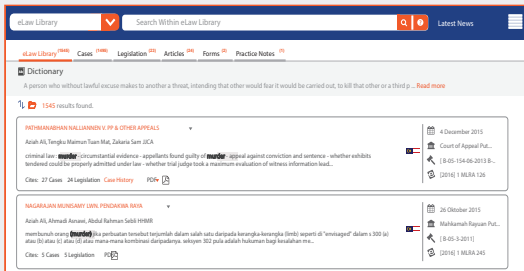 eLaw Library Search Within eLaw Library Latest News
eLaw Library (1545) Cases (1498) Legislation (22) Articles (24) Forms (2) Practice Notes (1)
Dictionary
A person who without lawful excuse makes to another a threat, intending that other would fear it would be carried out, to kill that other or a third p ... Read more
1545 results found.
PATHMANABHAN NALLIANNEN V. PP & OTHER APPEALS
Aziah Ali, Tengku Maimun Tuan Mat, Zakaria Sam JJCA
criminal law : murder - circumstantial evidence - appellants found guilty of murder - appeal against conviction and sentence - whether exhibits
tendered could be properly admitted under law - whether trial judge took a maximum evaluation of witness information lead...
Cites: 27 Cases 24 Legislation Case History PDF
4 December 2015
Court of Appeal Put...
[ B-05-154-06-2013 B-...
[2016] 1 MLRA 126
NAGARAJAN MUNISAMY LWN. PENDAKWA RAYA
Aziah Ali, Ahmadi Asnawi, Abdul Rahman Sebli HHMR
membunuh orang (murder) jika perbuatan tersebut terjumlah dalam salah satu daripada kerangka-kerangka (limb) seperti di "envisaged" dalam s 300 (a)
atau (b) atau (c) atau (d) atau mana-mana kombinasi daripadanya. seksyen 302 pula adalah hukuman bagi kesalahan me...
Cites: 5 Cases 5 Legislation PDF
26 Oktober 2015
Mahkamah Rayuan Put...
[ B-05-3-2011]
[2016] 1 MLRA 245